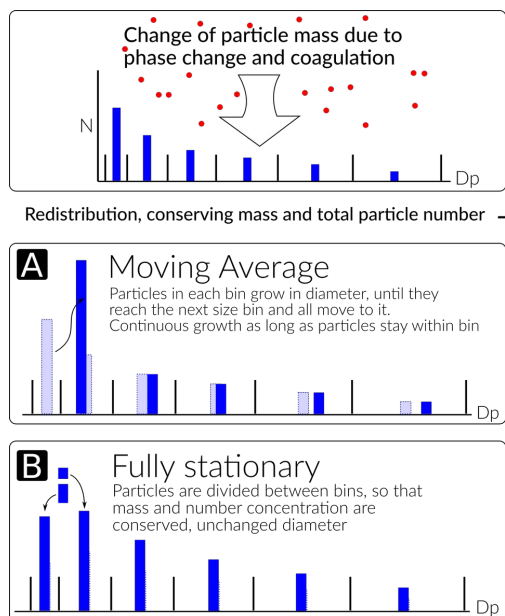 Change of particle mass due to
phase change and coagulation
N
Dp
Redistribution, conserving mass and total particle number
A
Moving Average
Particles in each bin grow in diameter, until they
reach the next size bin and all move to it.
Continuous growth as long as particles stay within bin
Dp
B
Fully stationary
Particles are divided between bins, so that
mass and number concentration are
conserved, unchanged diameter
Dp